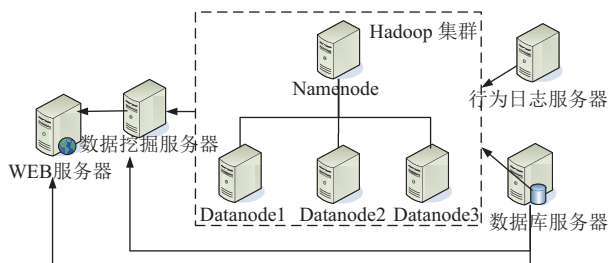 Hadoop 集群
Namenode
行为日志服务器
数据挖掘服务器
WEB服务器
Datanode1
Datanode2
Datanode3
数据库服务器